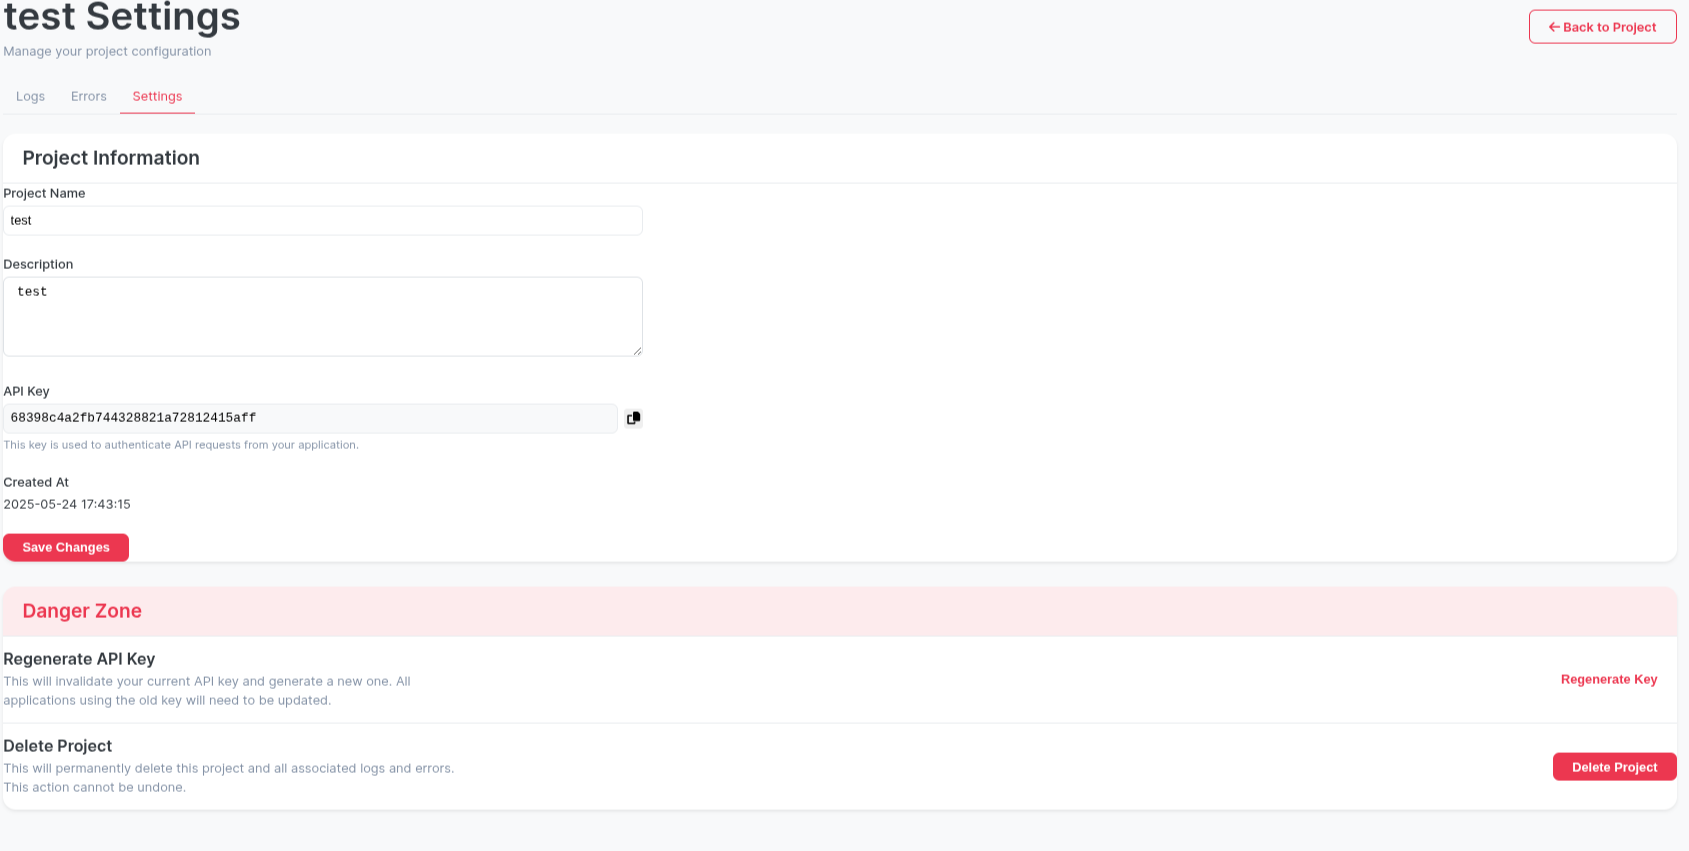 test Settings
Manage your project configuration
← Back to Project
Logs
Errors
Settings
Project Information
Project Name
test
Description
test
API Key
68398c4a2fb744328821a72812415aff
This key is used to authenticate API requests from your application.
Created At
2025-05-24 17:43:15
Save Changes
Danger Zone
Regenerate API Key
This will invalidate your current API key and generate a new one. All
applications using the old key will need to be updated.
Regenerate Key
Delete Project
This will permanently delete this project and all associated logs and errors.
This action cannot be undone.
Delete Project